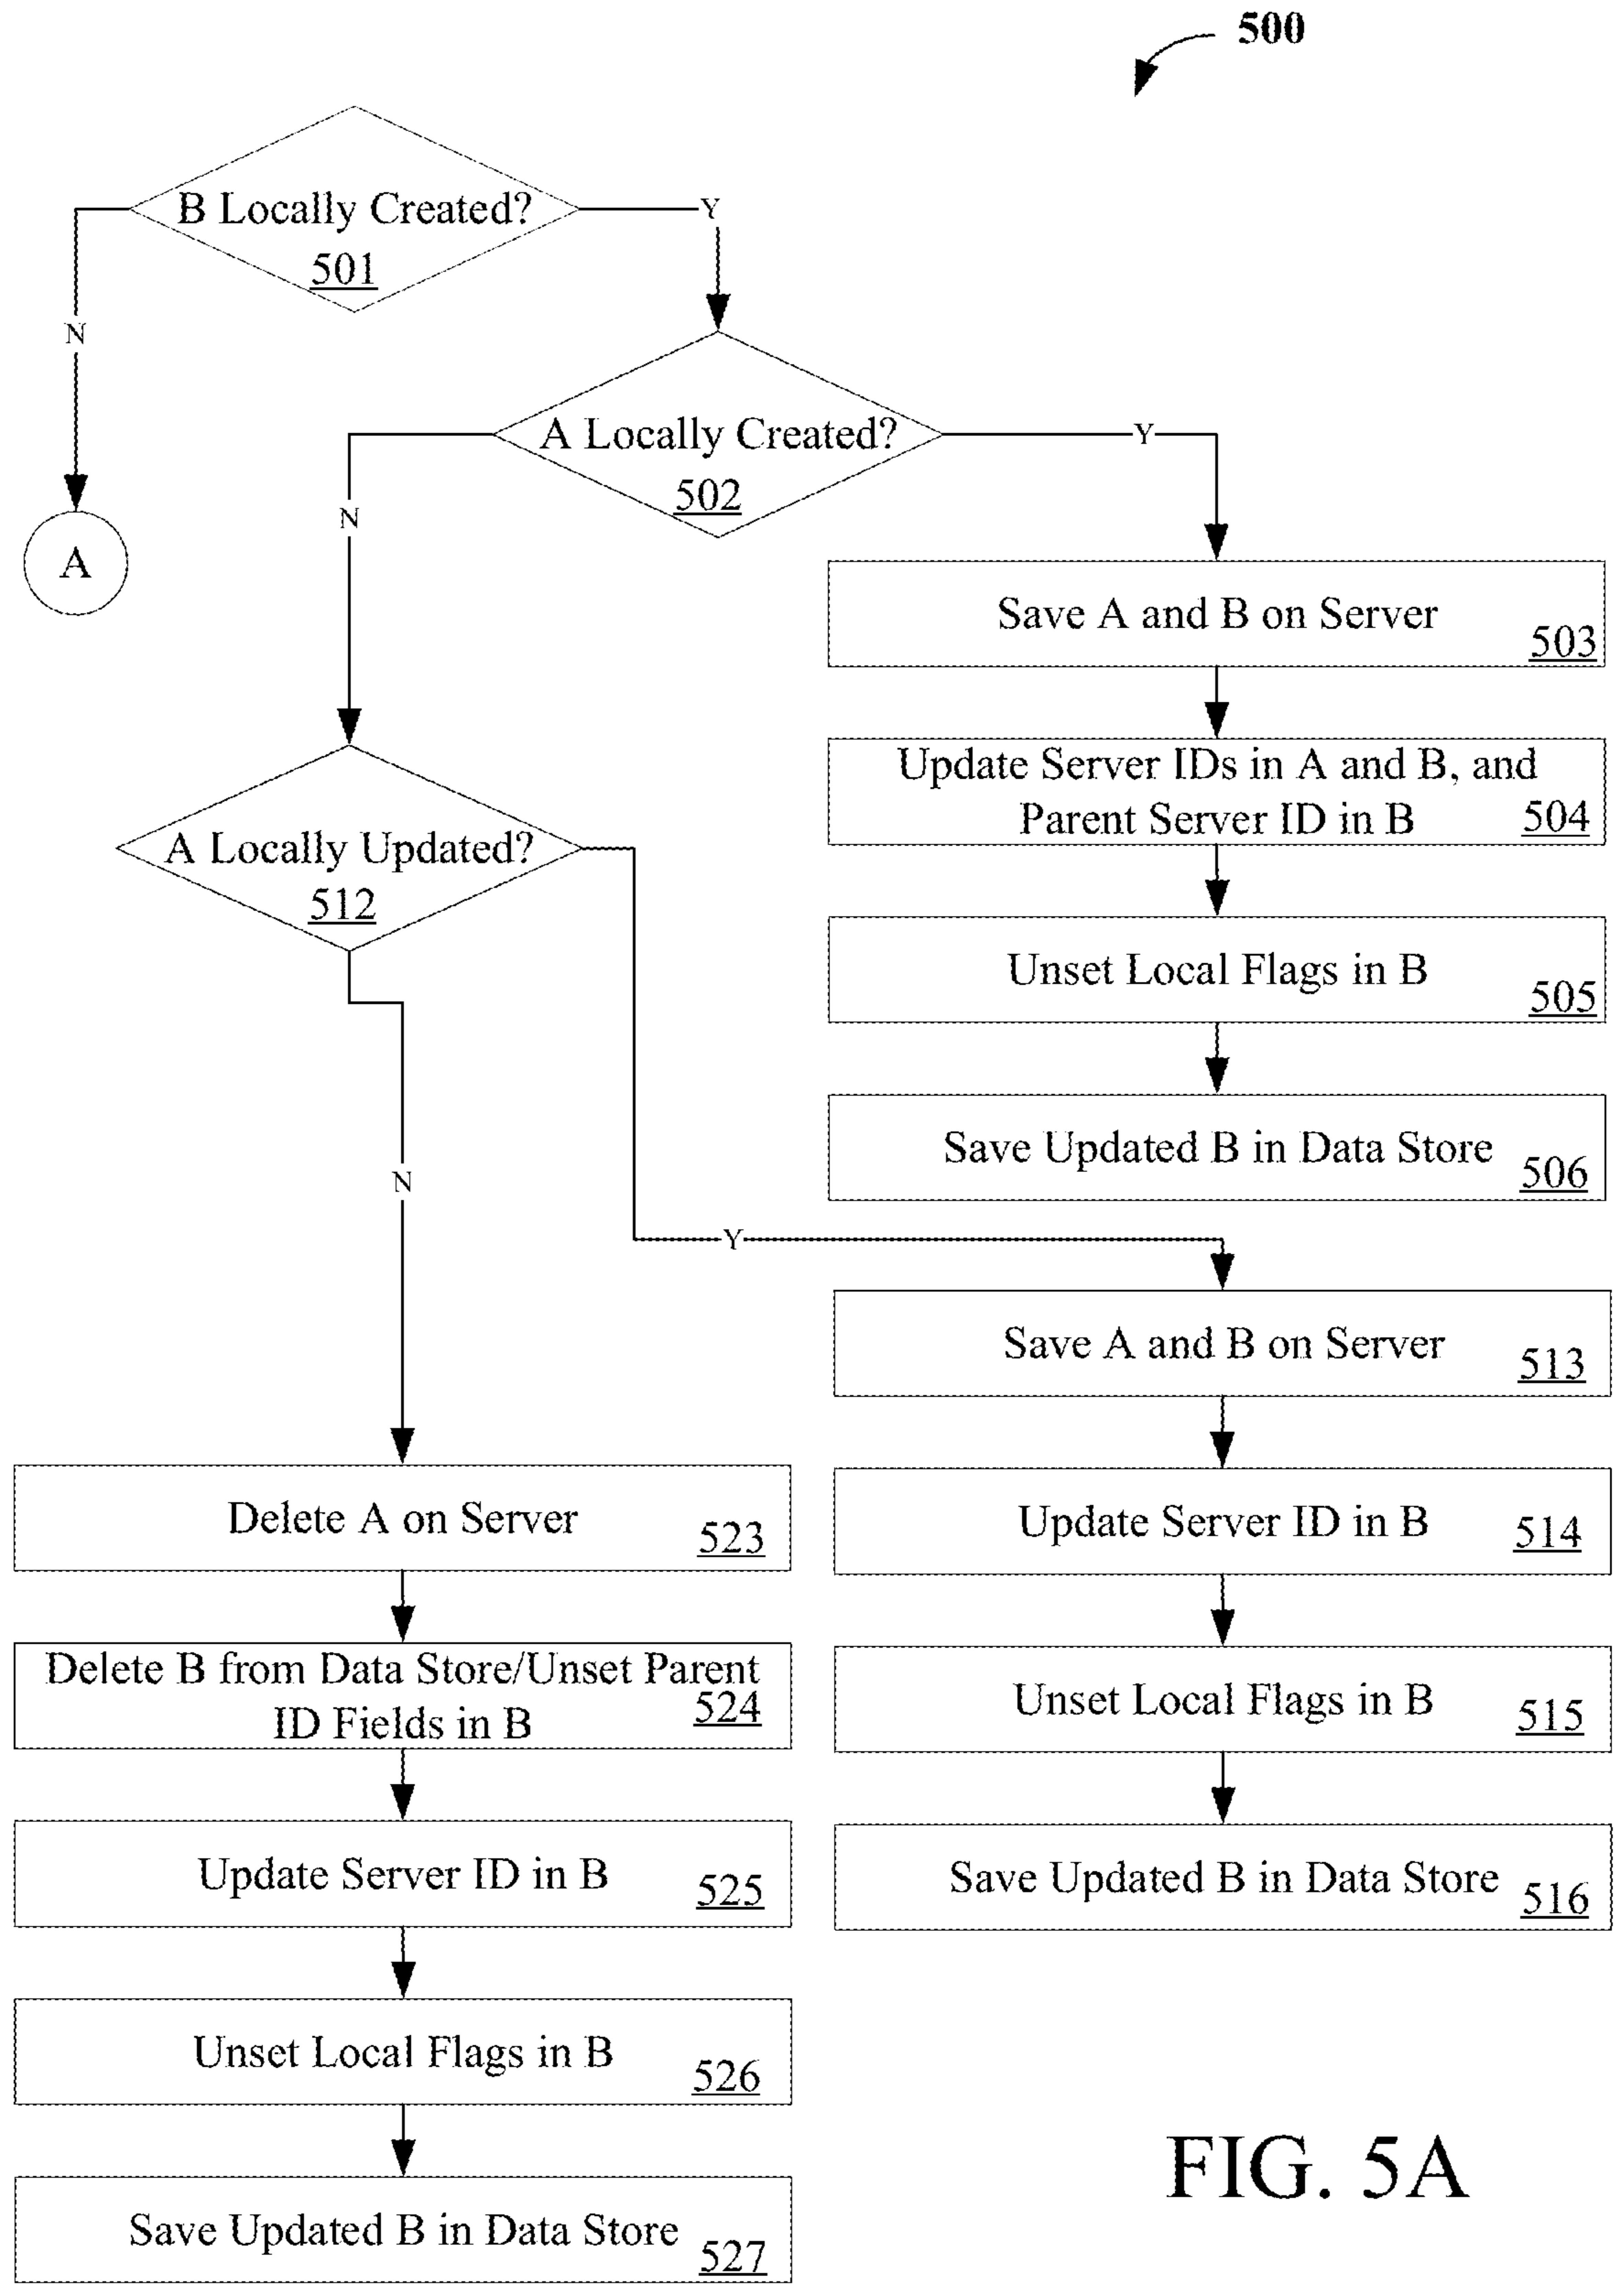 500
B Locally Created?
501
Y
N
A Locally Created?
502
Y
N
A
Save A and B on Server
503
Update Server IDs in A and B, and
Parent Server ID in B
504
A Locally Updated?
512
Unset Local Flags in B
505
Save Updated B in Data Store
506
N
Y
Save A and B on Server
513
Delete A on Server
523
Update Server ID in B
514
Delete B from Data Store/Unset Parent
ID Fields in B
524
Unset Local Flags in B
515
Update Server ID in B
525
Save Updated B in Data Store
516
Unset Local Flags in B
526
Save Updated B in Data Store
527
FIG. 5A